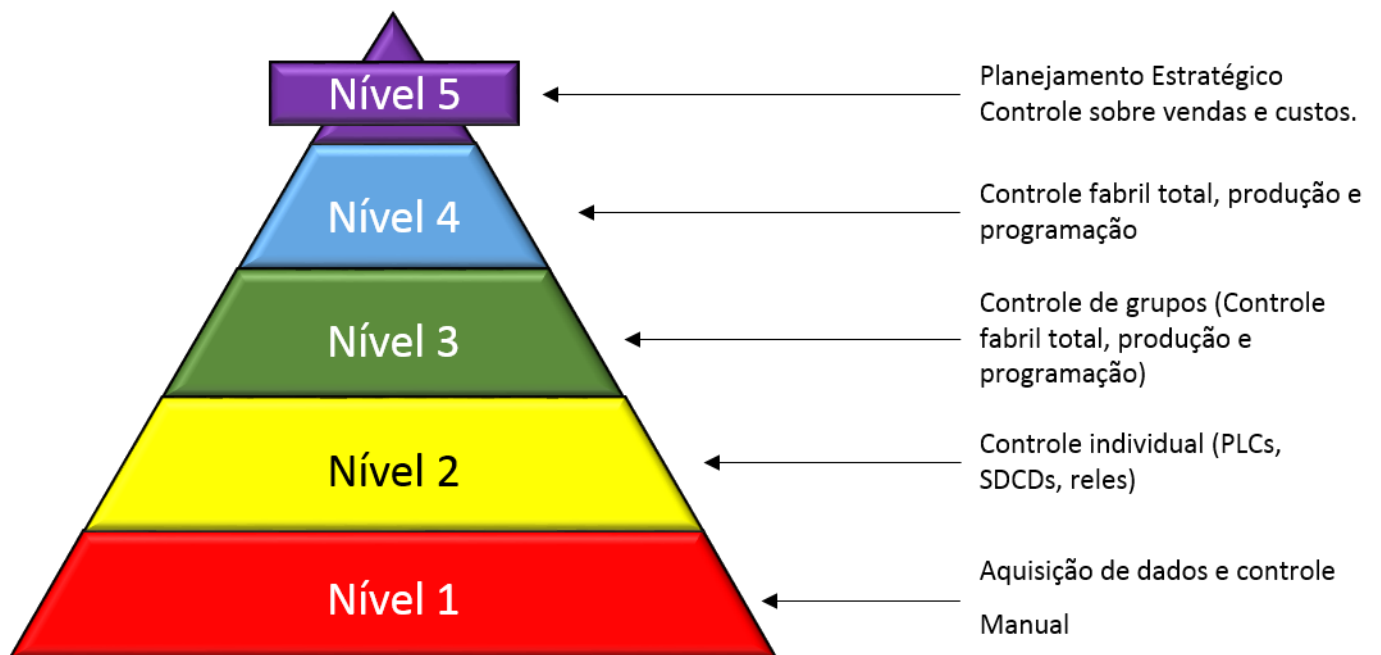 Nível 5
Planejamento Estratégico
Controle sobre vendas e custos.
Nível 4
Controle fabril total, produção e
programação
Nível 3
Controle de grupos (Controle
fabril total, produção e
programação)
Nível 2
Controle individual (PLCs,
SDCDs, reles)
Nível 1
Aquisição de dados e controle
Manual